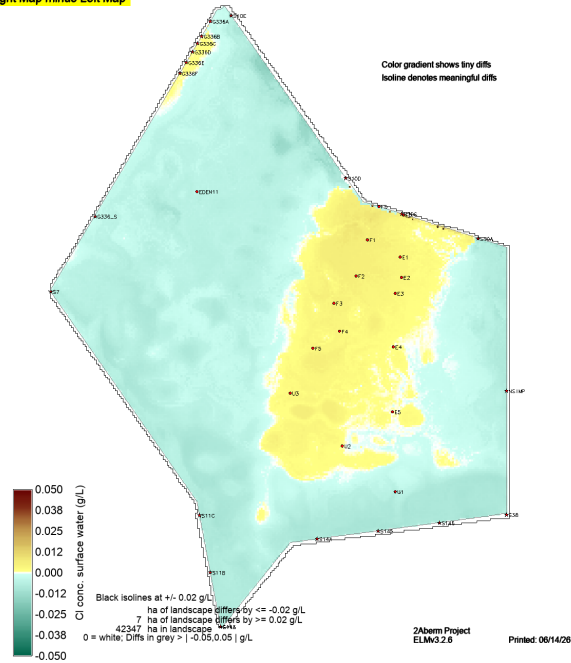 ght Map minus Left Map
S10E
G336A
G336B
G336C
G336D
G336E
G336F
Color gradient shows tiny diffs
Isoline denotes meaningful diffs
S10D
EDEN11
G336_S
S10A
F1
E1
F2
E2
E3
S7
F3
F4
F5
E4
U3
NS1MP
E5
U2
U1
S11C
S38
S11B
0.050
0.038
0.025
0.012
0.000
-0.012
-0.025
-0.038
-0.050
Cl conc. surface water (g/L)
Black isolines at +/- 0.02 g/L
ha of landscape differs by <= -0.02 g/L
7 ha of landscape differs by >= 0.02 g/L
42347 ha in landscape
0 = white; Diffs in grey > | -0.05,0.05 | g/L
2Aberm Project
ELMv3.2.6
Printed: 06/14/26